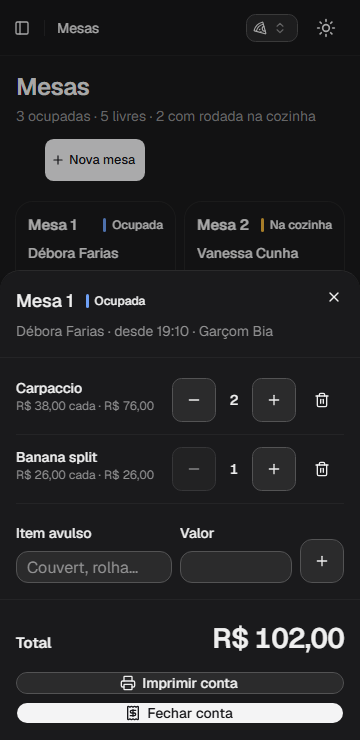 Mesas
Mesas
3 ocupadas · 5 livres · 2 com rodada na cozinha
+ Nova mesa
Mesa 1 Ocupada
Débora Farias
Mesa 2 Na cozinha
Vanessa Cunha
Mesa 1 Ocupada
Débora Farias · desde 19:10 · Garçom Bia
Carpaccio
R$ 38,00 cada · R$ 76,00
2
Banana split
R$ 26,00 cada · R$ 26,00
1
Item avulso Valor
Couvert, rolha...
Total R$ 102,00
Imprimir conta
Fechar conta